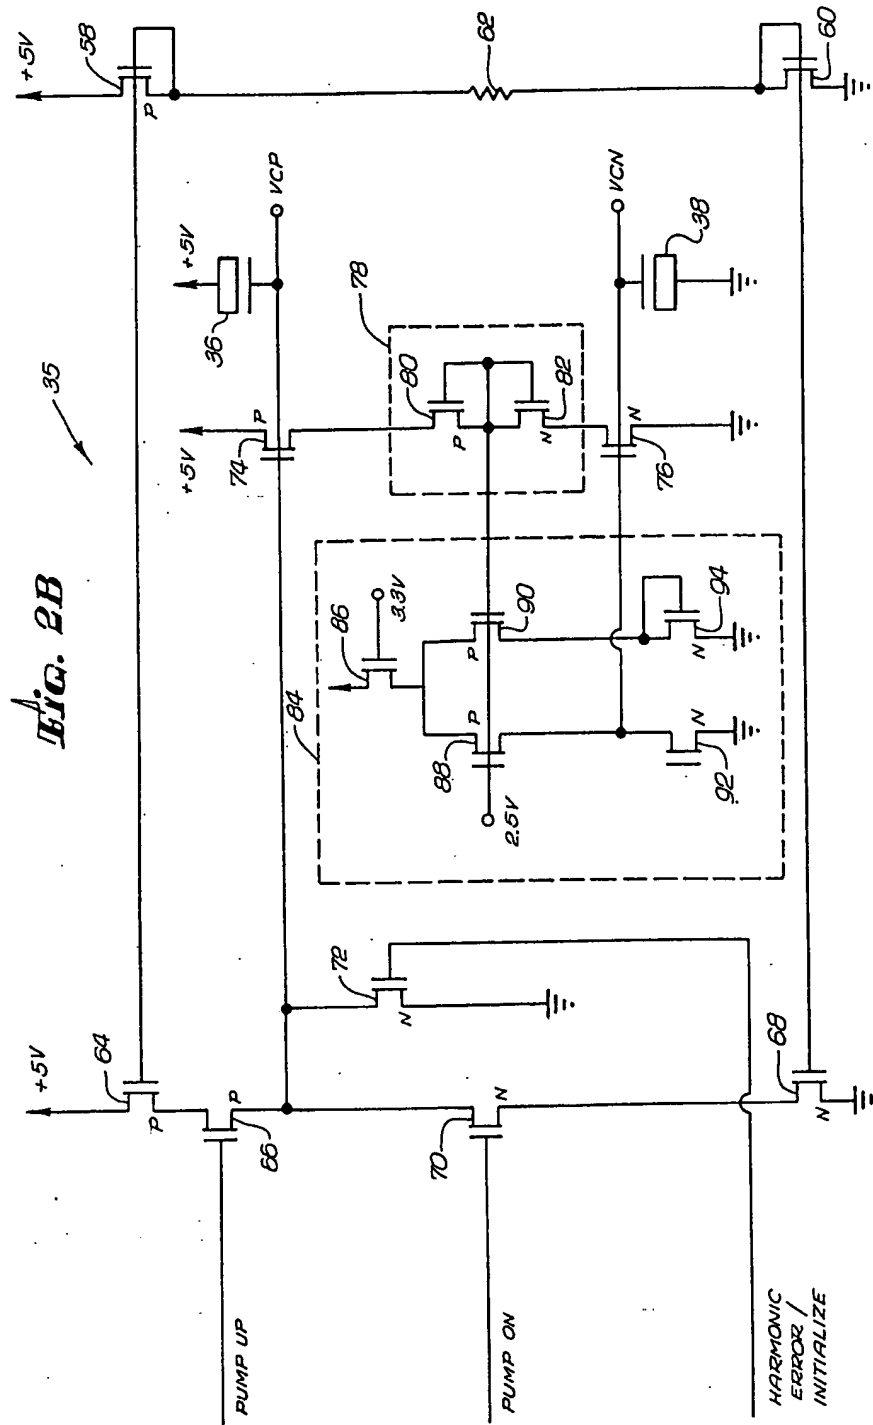 Fig. 2B
35
+5V
58
P
62
60
+5V
36
VCP
VCN
38
+5V
74
P
78
80
P
82
N
76
N
84
86
3.3V
88
P
P
90
2.5V
92
N
94
N
72
N
+5V
64
P
66
P
70
N
68
N
PUMP UP
PUMP ON
HARMONIC
ERROR /
INITIALIZE